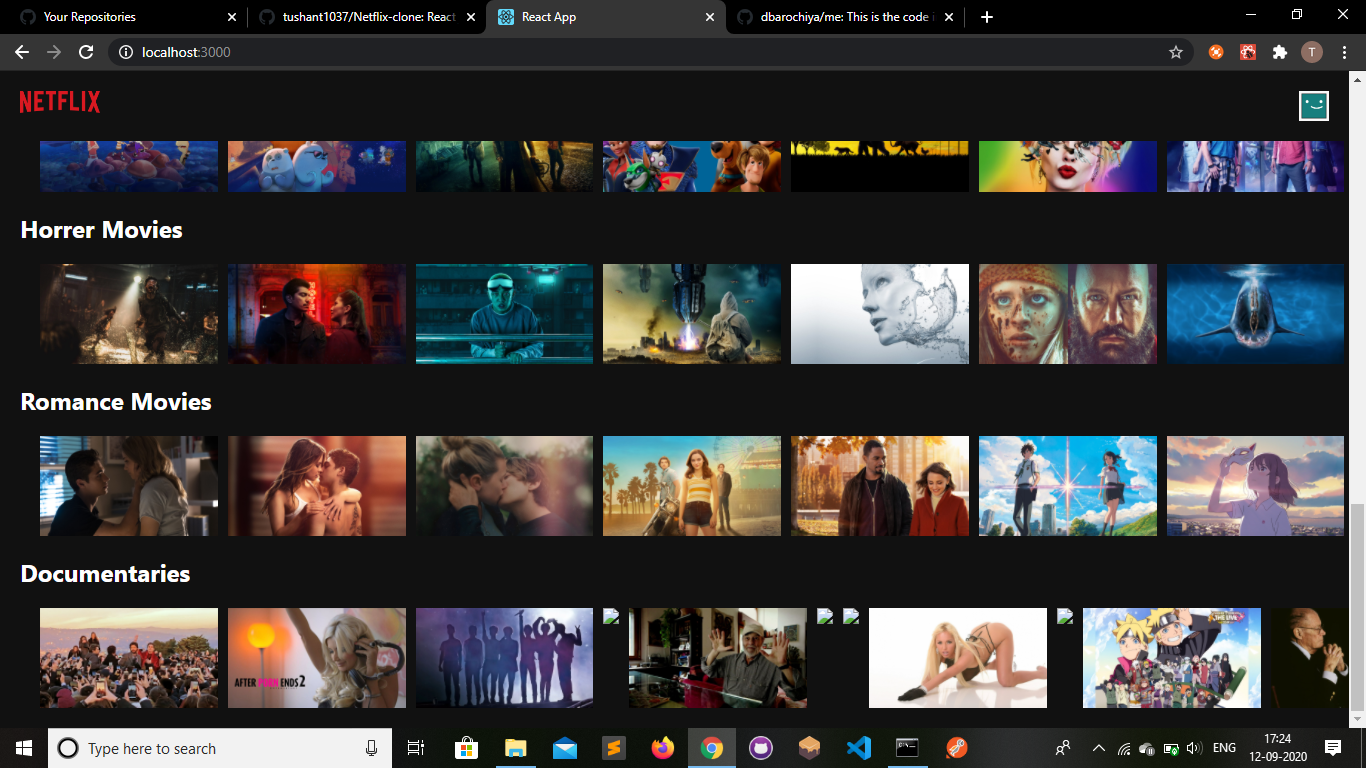 Your Repositories
tushant1037/Netflix-clone: React
React App
dbarochiya/me: This is the code i
localhost:3000
T
NETFLIX
Horrer Movies
Romance Movies
Documentaries
AFTER PORN ENDS 2
Type here to search
ENG
17:24
12-09-2020